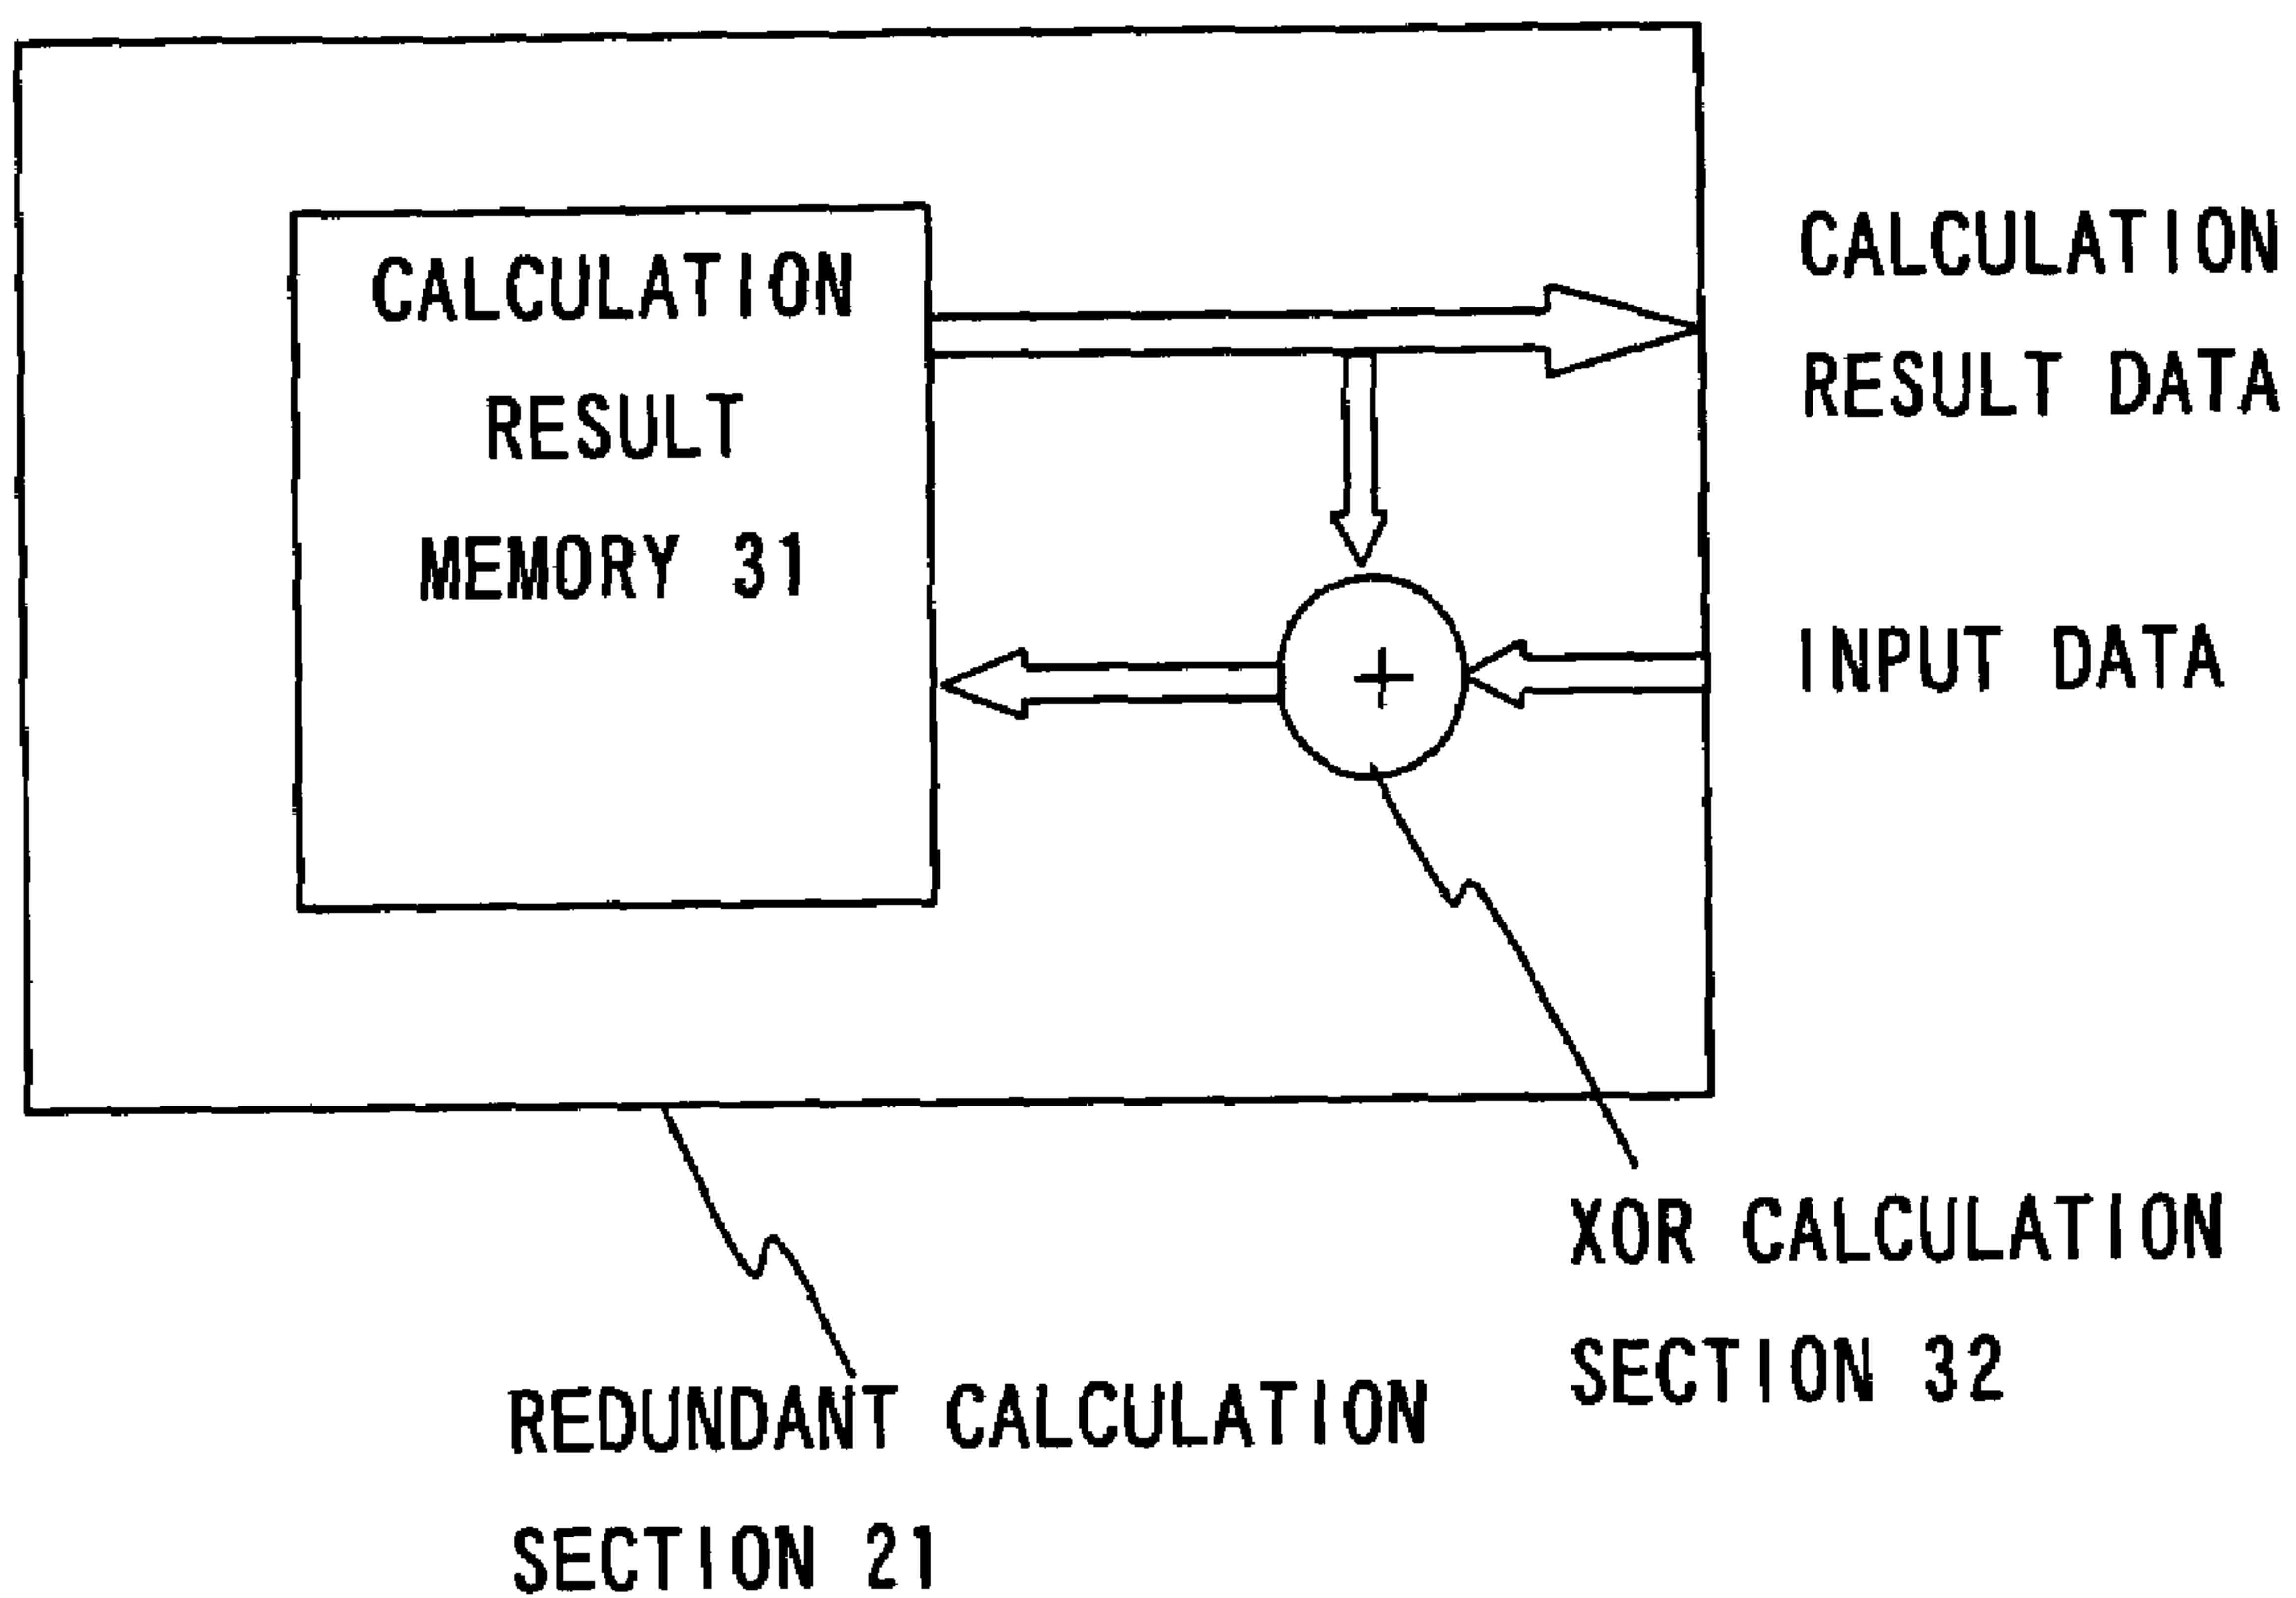 CALCULATION
RESULT
MEMORY 31
+
CALCULATION
RESULT DATA
INPUT DATA
XOR CALCULATION
SECTION 32
REDUNDANT CALCULATION
SECTION 21